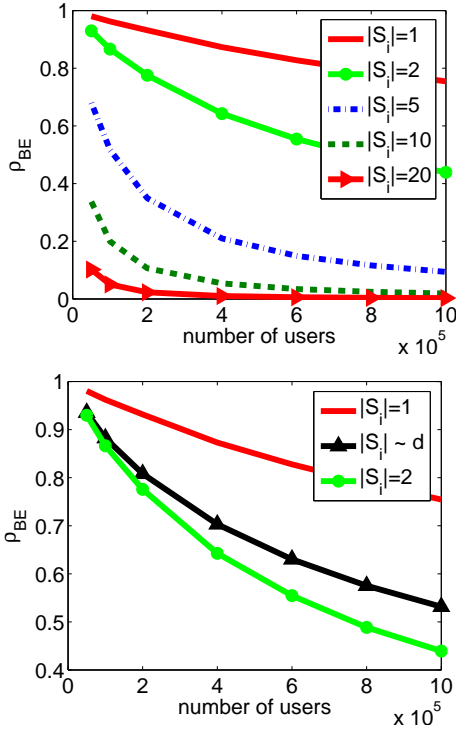 1
0.8
0.6
0.4
0.2
0
ρBE
|Si|=1
|Si|=2
|Si|=5
|Si|=10
|Si|=20
0 2 4 6 8 10
number of users
x 10^5
1
0.9
0.8
0.7
0.6
0.5
0.4
ρBE
|Si|=1
|Si| ~ d
|Si|=2
0 2 4 6 8 10
number of users
x 10^5